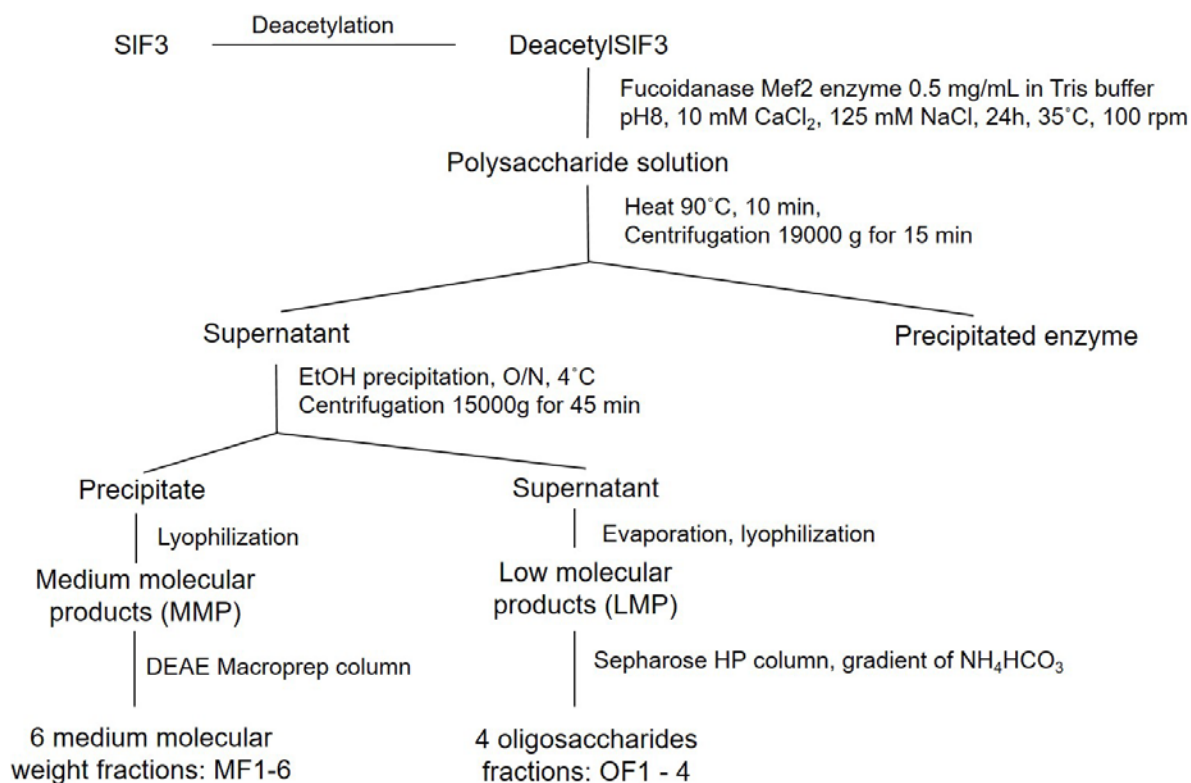 SlF3
Deacetylation
DeacetylSlF3
Fucoidanase Mef2 enzyme 0.5 mg/mL in Tris buffer
pH8, 10 mM CaCl₂, 125 mM NaCl, 24h, 35˚C, 100 rpm
Polysaccharide solution
Heat 90˚C, 10 min,
Centrifugation 19000 g for 15 min
Supernatant
Precipitated enzyme
EtOH precipitation, O/N, 4˚C
Centrifugation 15000g for 45 min
Precipitate
Supernatant
Lyophilization
Evaporation, lyophilization
Medium molecular
products (MMP)
Low molecular
products (LMP)
DEAE Macroprep column
Sepharose HP column, gradient of NH₄HCO₃
6 medium molecular
weight fractions: MF1-6
4 oligosaccharides
fractions: OF1 - 4